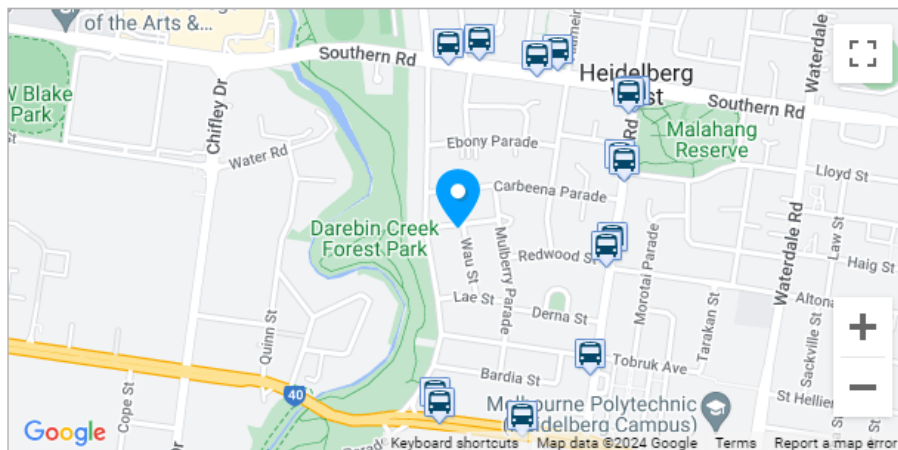 of the Arts &...
Southern Rd
Heidelberg
West
Waterdale
W Blake
Park
Chifley Dr
Southern Rd
Malahang
Reserve
Ebony Parade
Water Rd
Rd
St
Lloyd St
Carbeena Parade
Darebin Creek
Forest Park
Wau St
Mulberry Parade
Redwood St
Morotai Parade
Waterdale Rd
Law St
Haig St
Lae St
Derna St
Altona
Quinn St
Tarakan St
Sackville St
Tobruk Ave
Bardia St
40
Cope St
St Hellier
Melbourne Polytechnic
(Heidelberg Campus)
Google
Parade
Keyboard shortcuts
Map data ©2024 Google
Terms
Report a map error